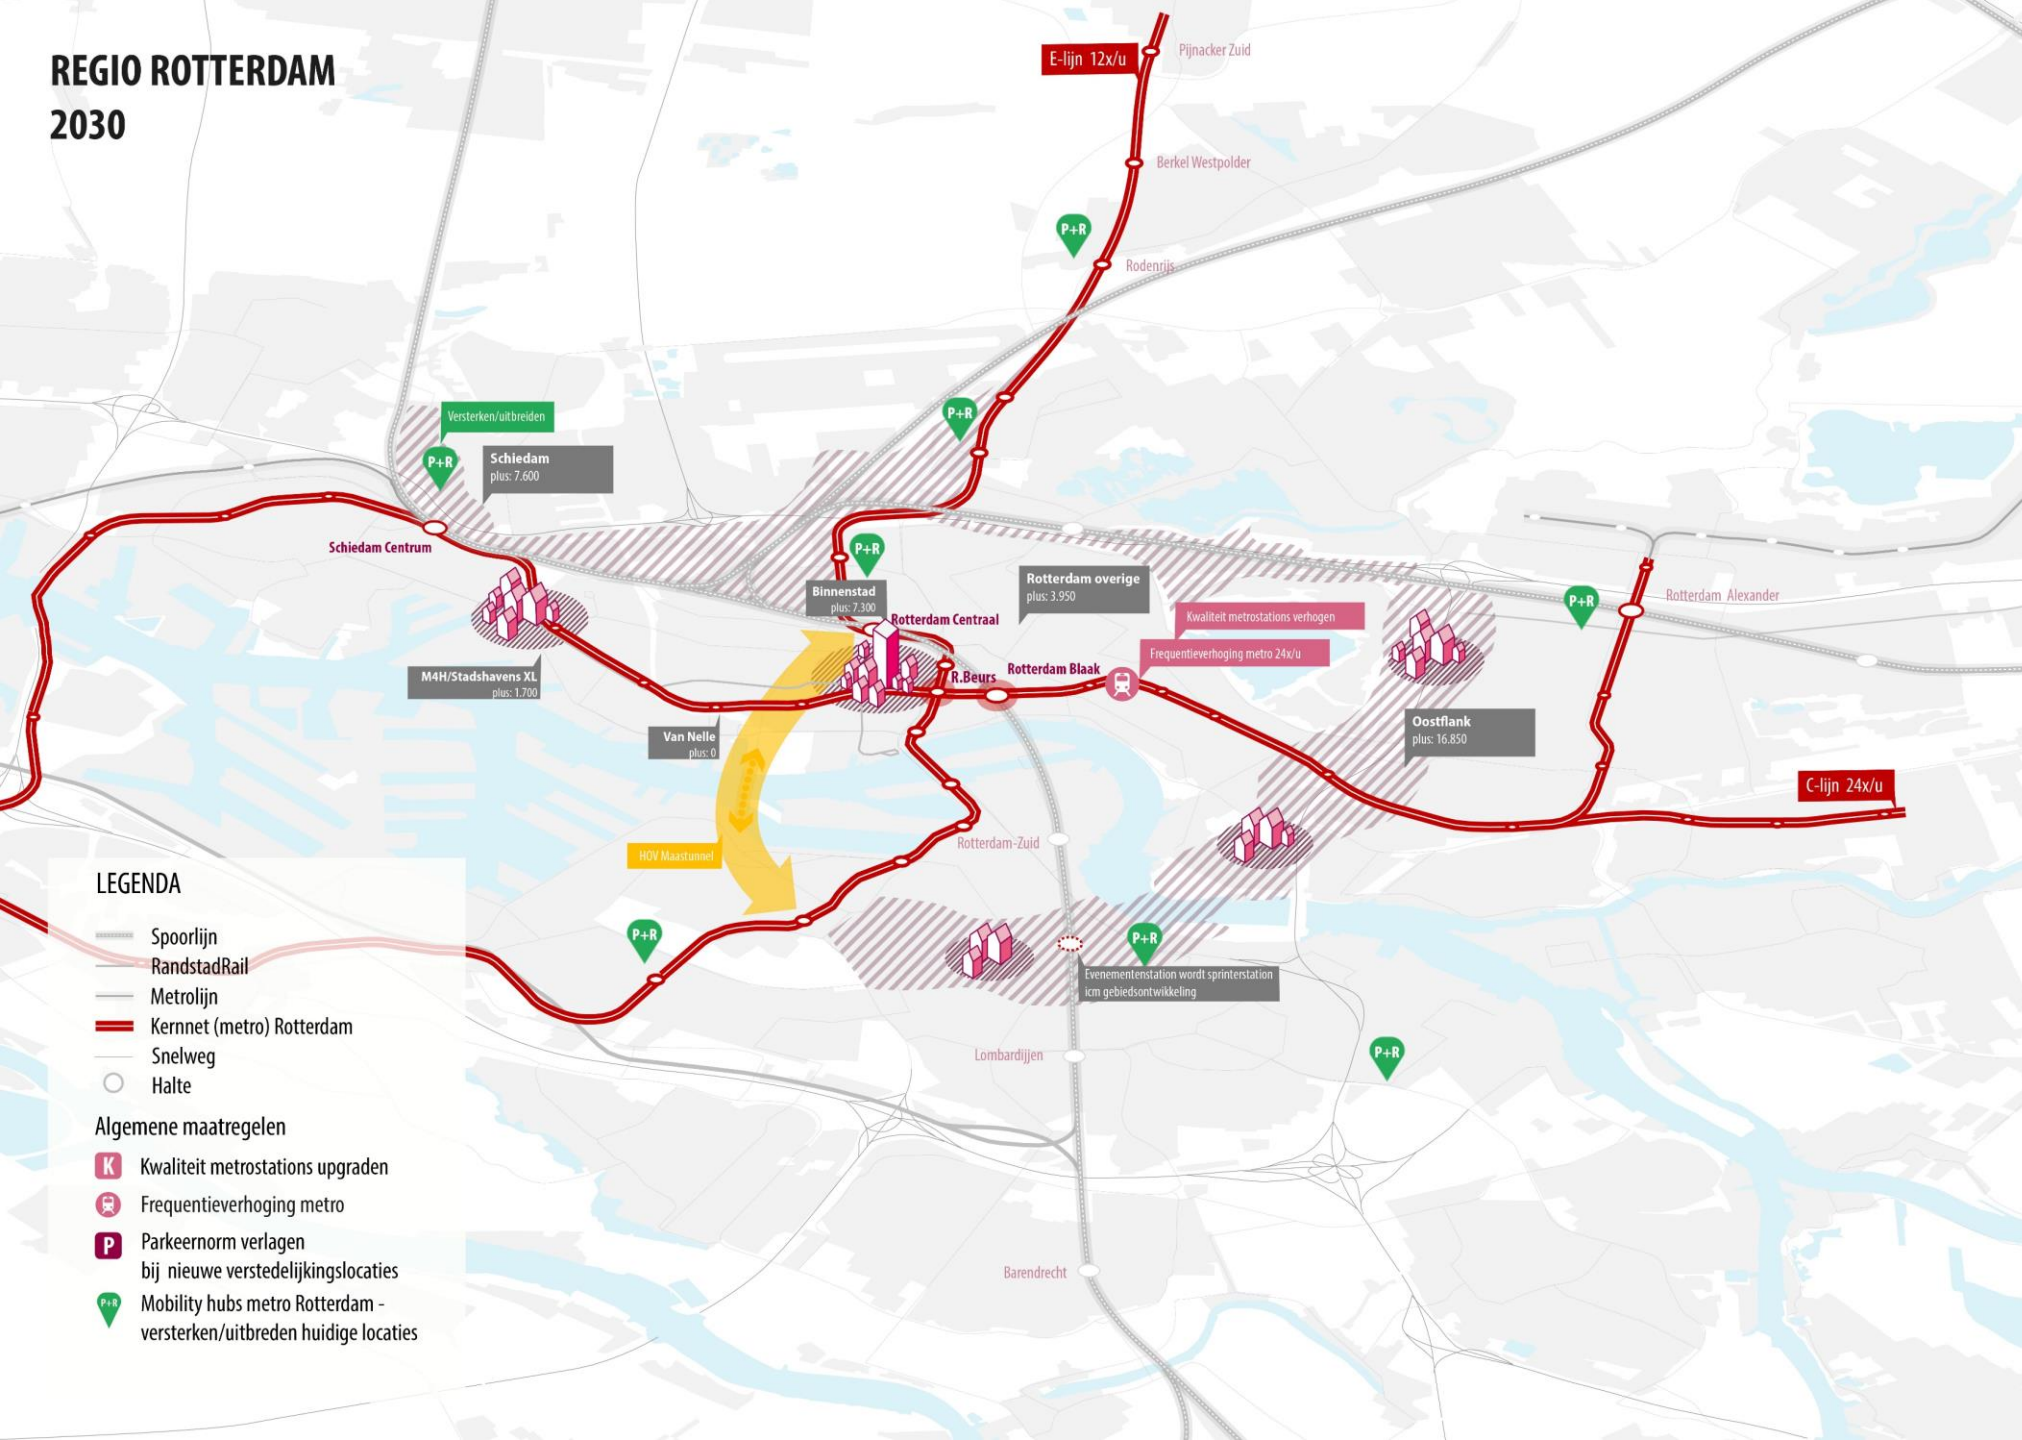 REGIO ROTTERDAM
2030
E-lijn 12x/u
Pijnacker Zuid
Berkel Westpolder
P+R
Rodenrijs
P+R
Versterken/uitbreiden
P+R
Schiedam
plus: 7.600
Schiedam Centrum
P+R
Binnenstad
plus: 7.300
Rotterdam overige
plus: 3.950
Rotterdam Centraal
Kwaliteit metrostations verhogen
Frequentieverhoging metro 24x/u
P+R
Rotterdam Alexander
M4H/Stadshavens XL
plus: 1.700
R.Beurs
Rotterdam Blaak
Van Nelle
plus: 0
Oostflank
plus: 16.850
C-lijn 24x/u
HOV Maastunnel
Rotterdam-Zuid
P+R
P+R
Evenementenstation wordt sprinterstation
icm gebiedsontwikkeling
Lombardijen
P+R
Barendrecht
LEGENDA
Spoorlijn
RandstadRail
Metrolijn
Kernnet (metro) Rotterdam
Snelweg
Halte
Algemene maatregelen
K Kwaliteit metrostations upgraden
Frequentieverhoging metro
P Parkeernorm verlagen
bij nieuwe verstedelijkingslocaties
P+R Mobility hubs metro Rotterdam -
versterken/uitbreden huidige locaties